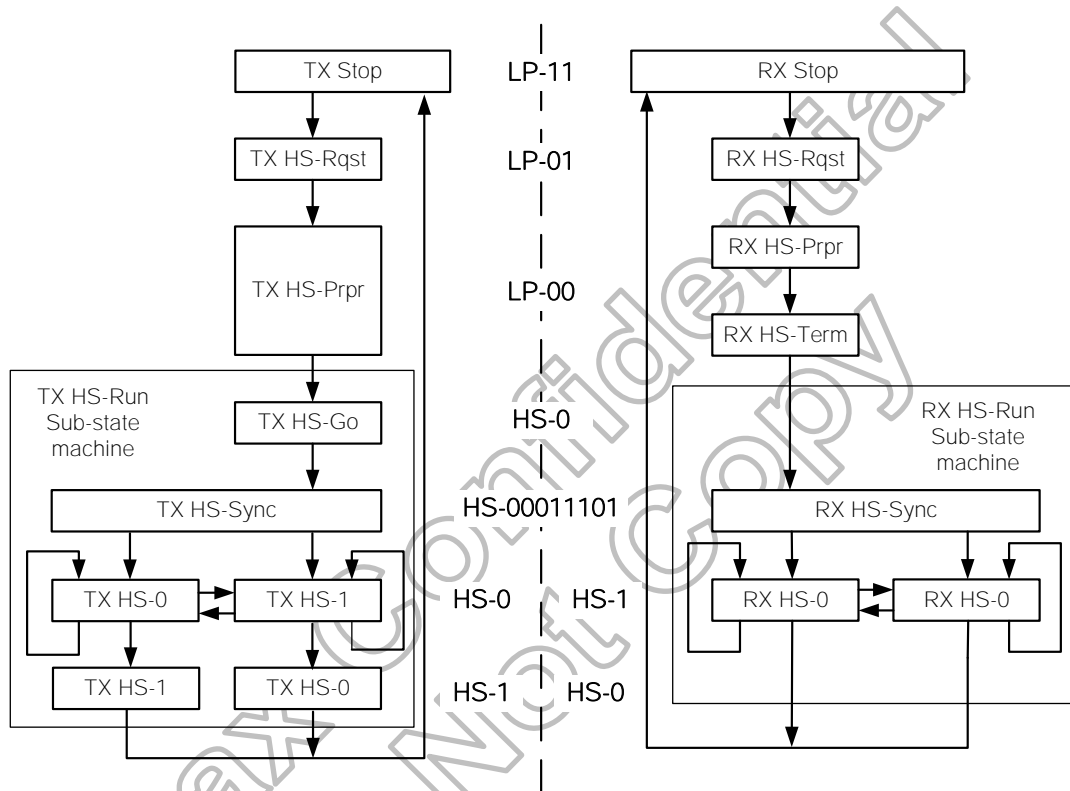 TX Stop
LP-11
RX Stop
TX HS-Rqst
LP-01
RX HS-Rqst
TX HS-Prpr
LP-00
RX HS-Prpr
RX HS-Term
TX HS-Run
Sub-state
machine
TX HS-Go
HS-0
RX HS-Run
Sub-state
machine
TX HS-Sync
HS-00011101
RX HS-Sync
TX HS-0
TX HS-1
HS-0
HS-1
RX HS-0
RX HS-0
TX HS-1
TX HS-0
HS-1
HS-0
ax Confidential
Not Copy